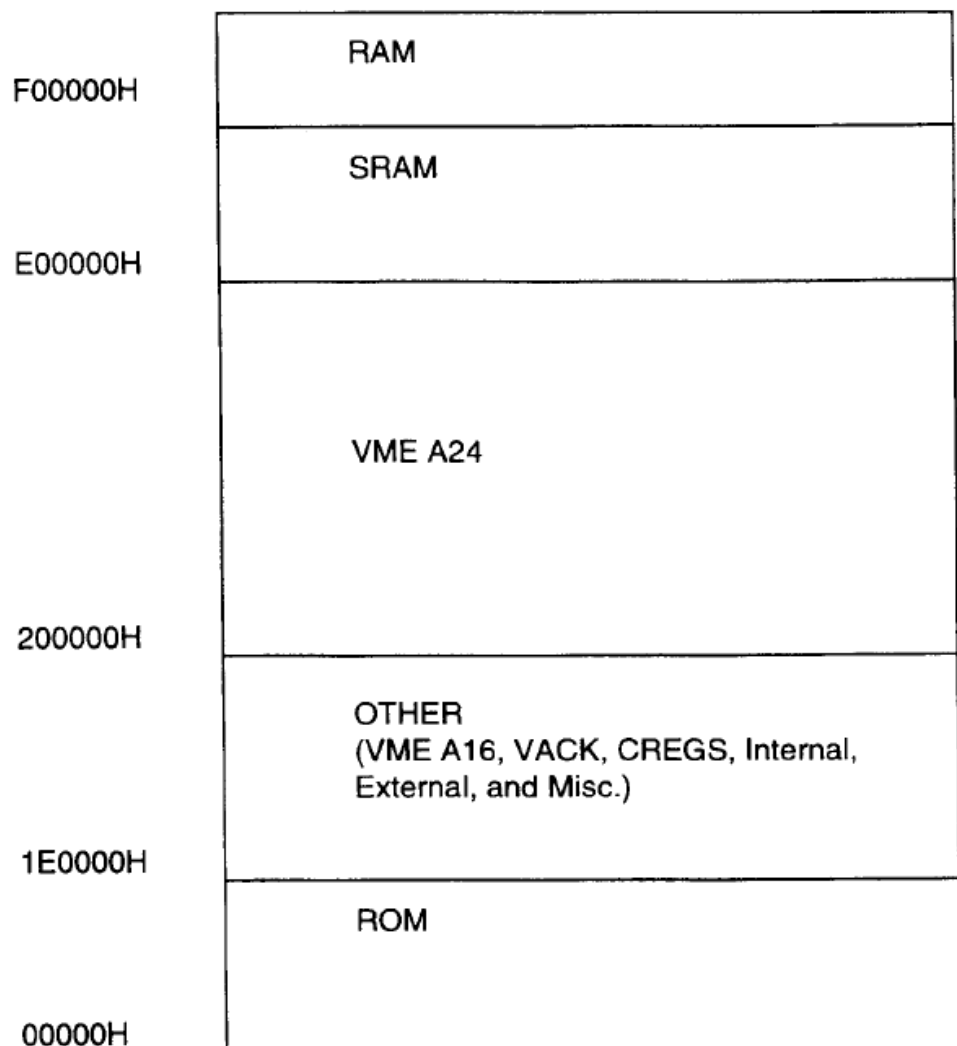 RAM
F00000H
SRAM
E00000H
VME A24
200000H
OTHER
(VME A16, VACK, CREGS, Internal,
External, and Misc.)
1E0000H
ROM
00000H